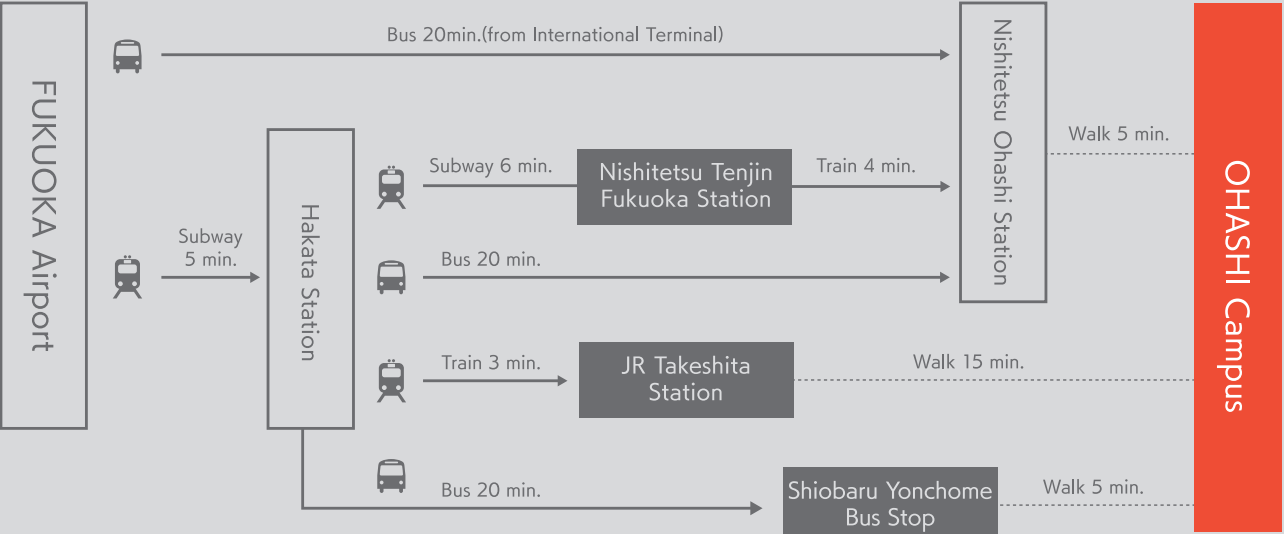 FUKUOKA Airport
Bus 20min.(from International Terminal)
Subway
5 min.
Hakata Station
Subway 6 min.
Nishitetsu Tenjin
Fukuoka Station
Train 4 min.
Bus 20 min.
Nishitetsu Ohashi Station
Walk 5 min.
Train 3 min.
JR Takeshita
Station
Walk 15 min.
Bus 20 min.
Shiobaru Yonchome
Bus Stop
Walk 5 min.
OHASHI Campus